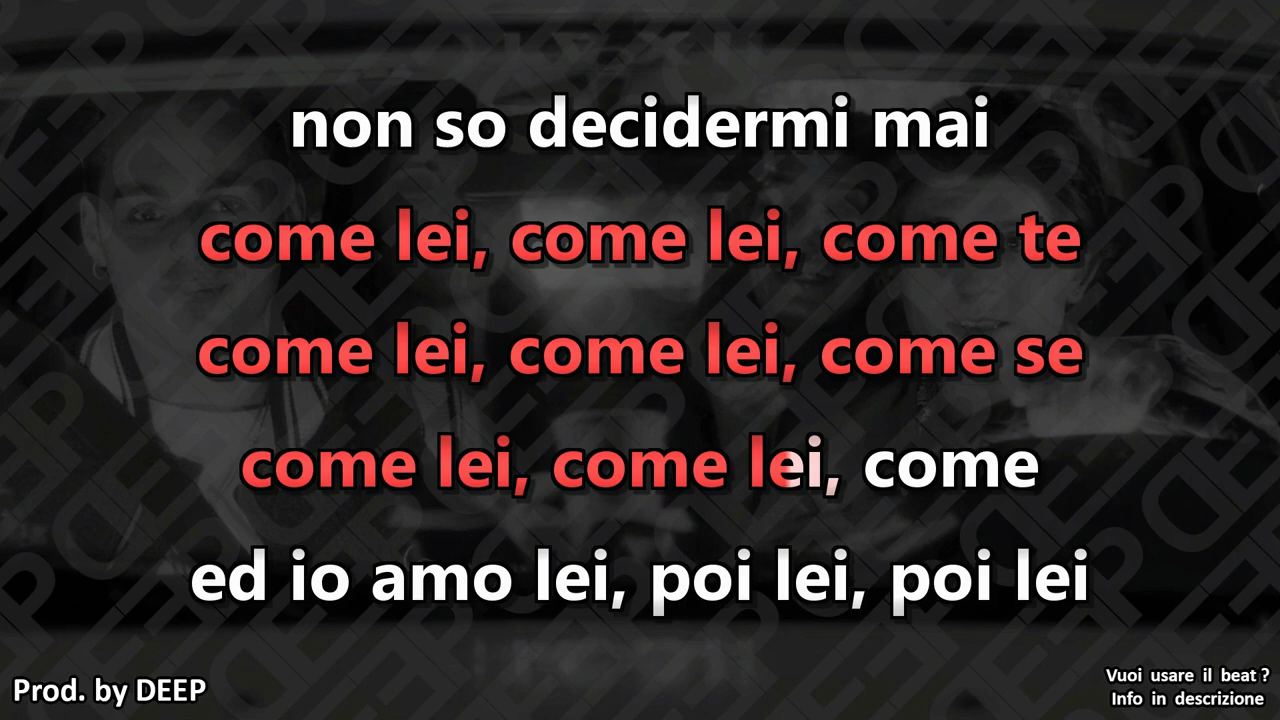 non so decidermi mai
come lei, come lei, come te
come lei, come lei, come se
come lei, come lei, come
ed io amo lei, poi lei, poi lei
Prod. by DEEP
Vuoi usare il beat ?
Info in descrizione